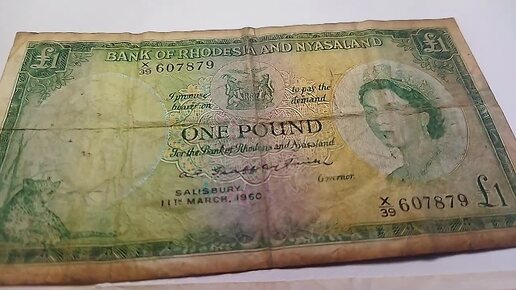 £1
BANK OF RHODESIA AND NYASALAND
£1
X/39 607879
I promise to pay the
bearer on demand
ONE POUND
For the Bank of Rhodesia and Nyasaland
Governor.
SALISBURY,
11TH MARCH, 1960
X/39 607879 £1